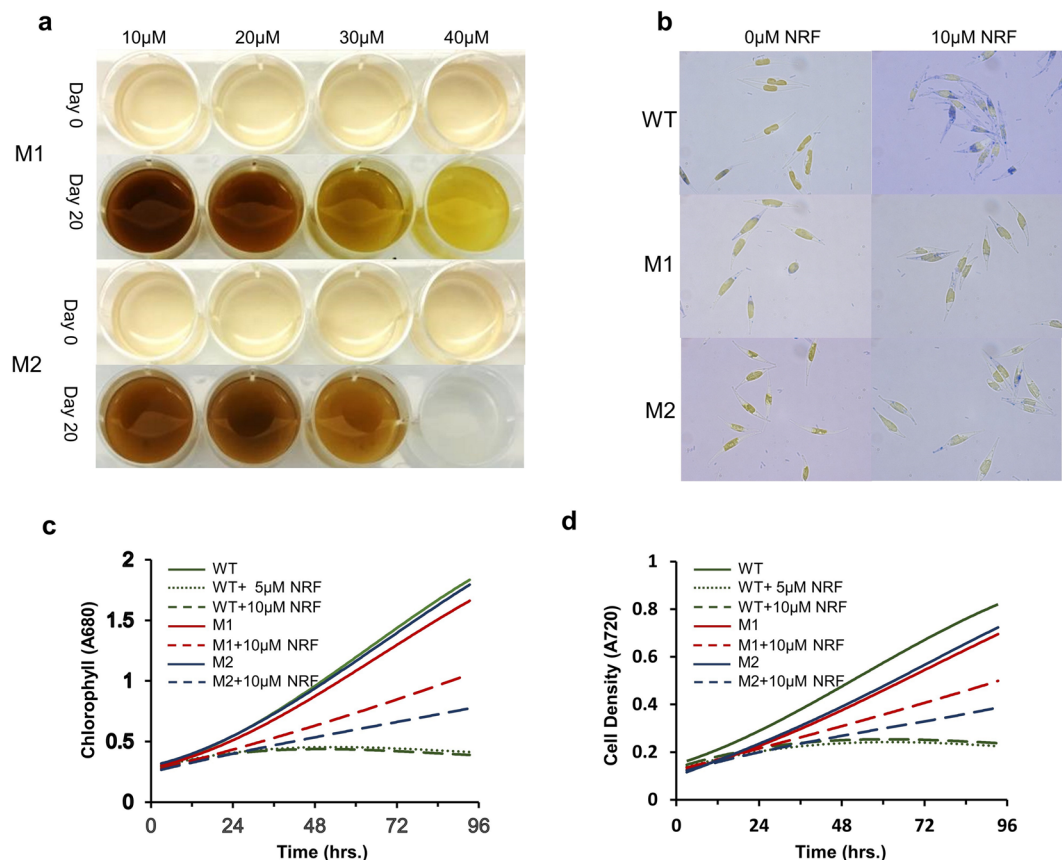 a
10µM 20µM 30µM 40µM
M1
Day 0
Day 20
M2
Day 0
Day 20
b
0µM NRF 10µM NRF
WT
M1
M2
c
Chlorophyll (A680)
2
1.5
1
0.5
0
WT
WT+ 5µM NRF
WT+10µM NRF
M1
M1+10µM NRF
M2
M2+10µM NRF
0 24 48 72 96
Time (hrs.)
d
Cell Density (A720)
1
0.8
0.6
0.4
0.2
0
WT
WT+ 5µM NRF
WT+10µM NRF
M1
M1+10µM NRF
M2
M2+10µM NRF
0 24 48 72 96
Time (hrs.)